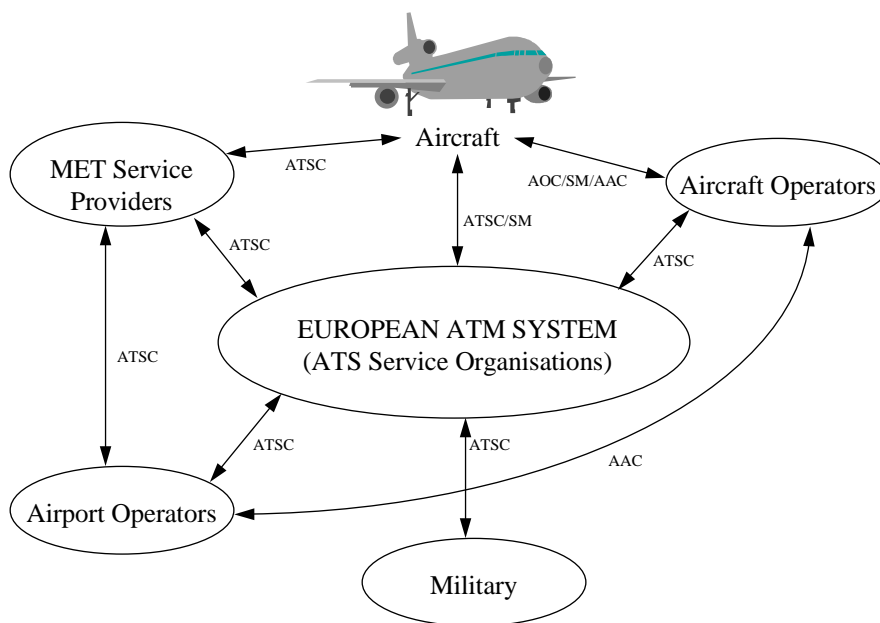 Aircraft
ATSC
MET Service
Providers
AOC/SM/AAC
Aircraft Operators
ATSC/SM
ATSC
ATSC
EUROPEAN ATM SYSTEM
(ATS Service Organisations)
ATSC
ATSC
ATSC
AAC
Airport Operators
Military